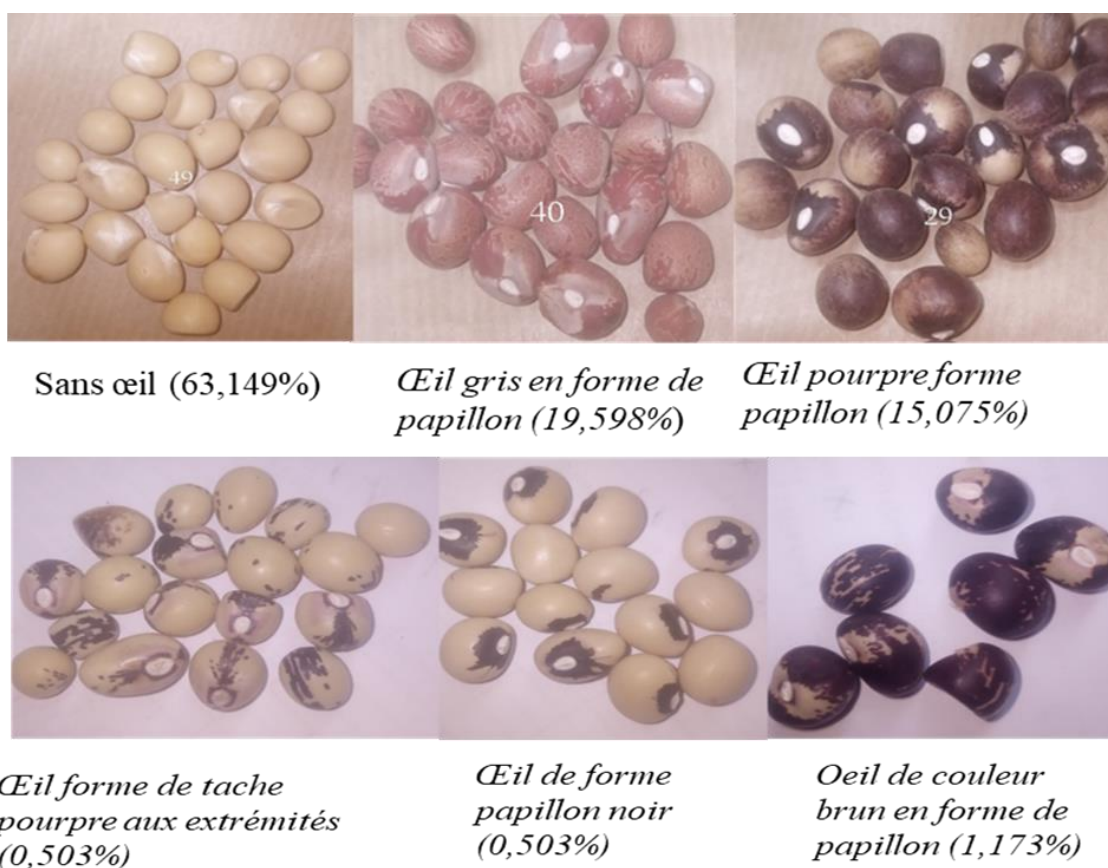 49
40
29
Sans œil (63,149%)
Œil gris en forme de
papillon (19,598%)
Œil pourpre forme
papillon (15,075%)
Œil forme de tache
pourpre aux extrémités
(0,503%)
Œil de forme
papillon noir
(0,503%)
Oeil de couleur
brun en forme de
papillon (1,173%)